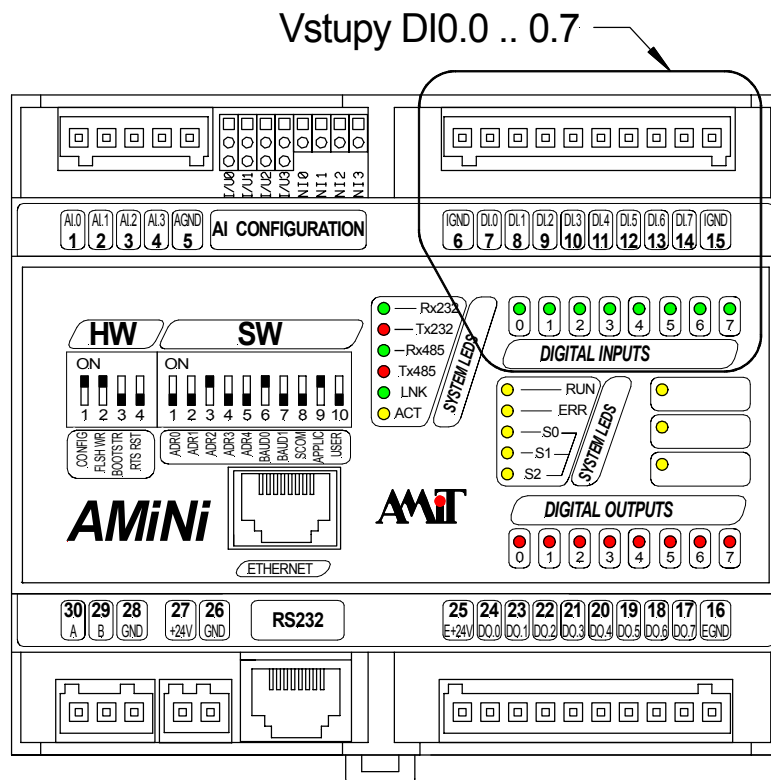 Vstupy DI0.0 .. 0.7
I/U0 I/U1 I/U2 I/U3 NI0 NI1 NI2 NI3
AI.0 AI.1 AI.2 AI.3 AGND
1 2 3 4 5
AI CONFIGURATION
IGND DI.0 DI.1 DI.2 DI.3 DI.4 DI.5 DI.6 DI.7 IGND
6 7 8 9 10 11 12 13 14 15
HW SW
ON ON
1 2 3 4
1 2 3 4 5 6 7 8 9 10
CONFIG FLSH WR BOOTSTR RTS RST
ADR0 ADR1 ADR2 ADR3 ADR4 BAUD0 BAUD1 SCOM APPLIC USER
Rx232
Tx232
Rx485
Tx485
LNK
ACT
SYSTEM LEDS
0 1 2 3 4 5 6 7
DIGITAL INPUTS
RUN
ERR
S0
S1
S2
SYSTEM LEDS
AMiNi
ETHERNET
AMiT
DIGITAL OUTPUTS
0 1 2 3 4 5 6 7
30 29 28 27 26
A B GND +24V GND
RS232
25 24 23 22 21 20 19 18 17 16
E+24V DO.0 DO.1 DO.2 DO.3 DO.4 DO.5 DO.6 DO.7 EGND